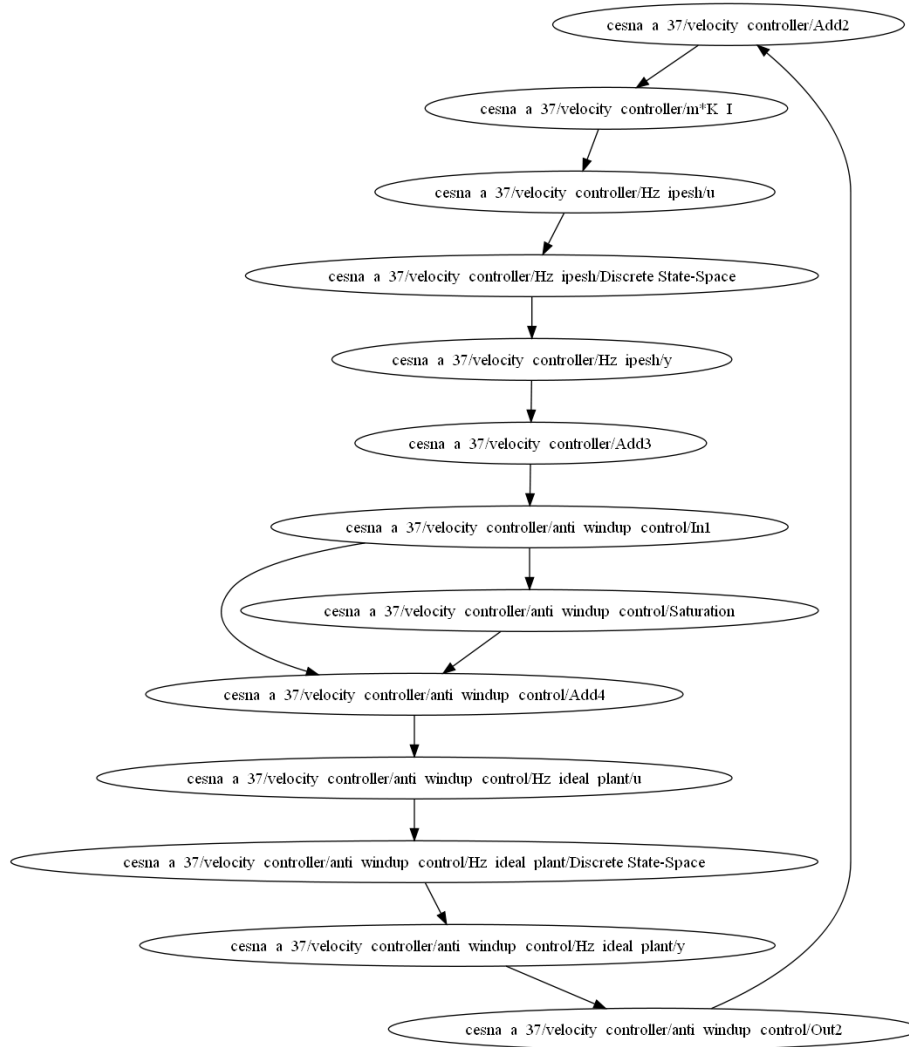 cesna a 37/velocity controller/Add2
cesna a 37/velocity controller/m*K I
cesna a 37/velocity controller/Hz ipesh/u
cesna a 37/velocity controller/Hz ipesh/Discrete State-Space
cesna a 37/velocity controller/Hz ipesh/y
cesna a 37/velocity controller/Add3
cesna a 37/velocity controller/anti windup control/In1
cesna a 37/velocity controller/anti windup control/Saturation
cesna a 37/velocity controller/anti windup control/Add4
cesna a 37/velocity controller/anti windup control/Hz ideal plant/u
cesna a 37/velocity controller/anti windup control/Hz ideal plant/Discrete State-Space
cesna a 37/velocity controller/anti windup control/Hz ideal plant/y
cesna a 37/velocity controller/anti windup control/Out2